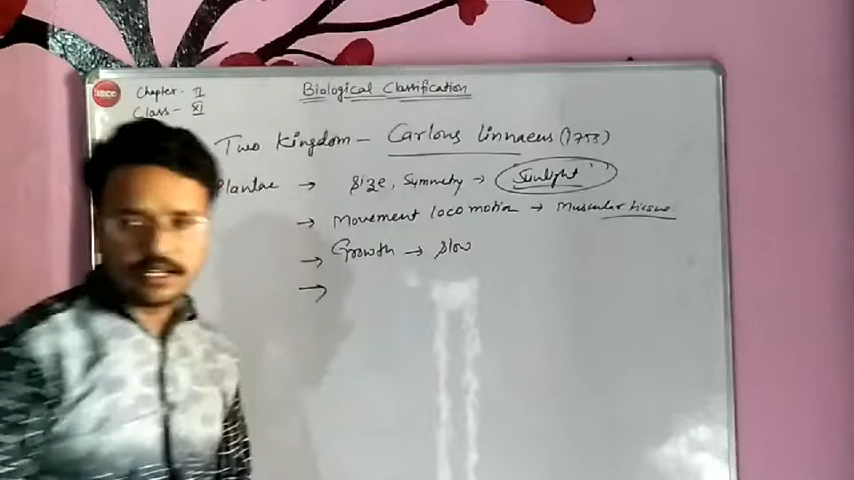 Chapter - II
Class - XI
Biological Classification
Two Kingdom - Carlous linnaeus (1758)
Plantae → Size, Symmetry → Sunlight
→ Movement locomotion → Muscular tissue
→ Growth → Slow
→